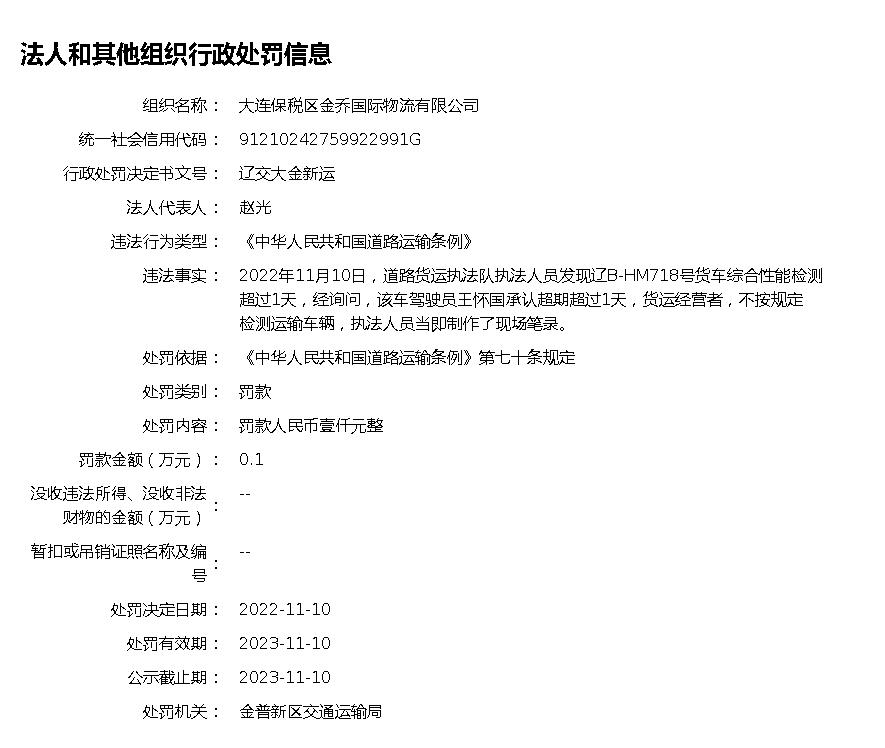 法人和其他组织行政处罚信息
组织名称： 大连保税区金乔国际物流有限公司
统一社会信用代码： 91210242759922991G
行政处罚决定书文号： 辽交大金新运
法人代表人： 赵光
违法行为类型： 《中华人民共和国道路运输条例》
违法事实： 2022年11月10日，道路货运执法队执法人员发现辽B-HM718号货车综合性能检测
超过1天，经询问，该车驾驶员王怀国承认超期超过1天，货运经营者，不按规定
检测运输车辆，执法人员当即制作了现场笔录。
处罚依据： 《中华人民共和国道路运输条例》第七十条规定
处罚类别： 罚款
处罚内容： 罚款人民币壹仟元整
罚款金额（万元）： 0.1
没收违法所得、没收非法
财物的金额（万元）： --
暂扣或吊销证照名称及编
号： --
处罚决定日期： 2022-11-10
处罚有效期： 2023-11-10
公示截止期： 2023-11-10
处罚机关： 金普新区交通运输局